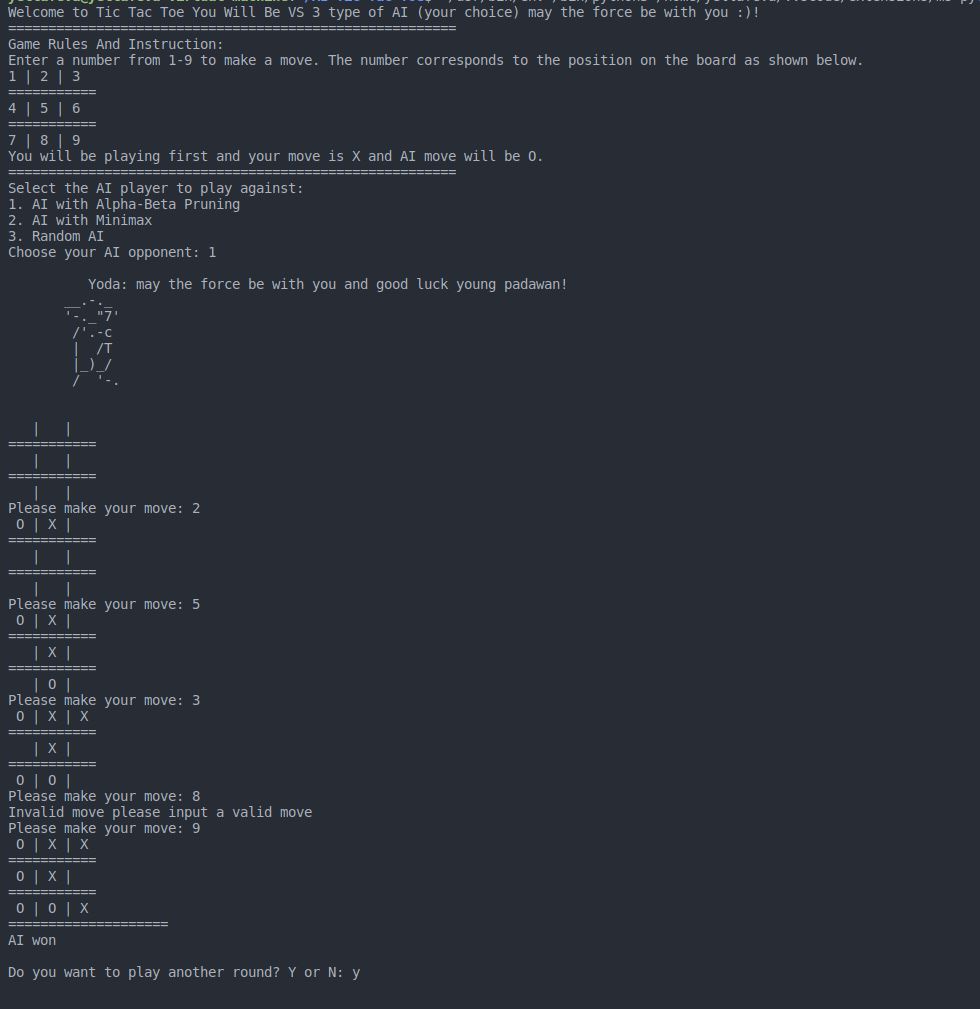 Welcome to Tic Tac Toe You Will Be VS 3 type of AI (your choice) may the force be with you :)!
========================================================
Game Rules And Instruction:
Enter a number from 1-9 to make a move. The number corresponds to the position on the board as shown below.
1 | 2 | 3
===========
4 | 5 | 6
===========
7 | 8 | 9
You will be playing first and your move is X and AI move will be O.
========================================================
Select the AI player to play against:
1. AI with Alpha-Beta Pruning
2. AI with Minimax
3. Random AI
Choose your AI opponent: 1
          Yoda: may the force be with you and good luck young padawan!
       __.-._
       '-._"7'
        /'.-c
        |  /T
        |_)_/
        /  '-.
   |   |
===========
   |   |
===========
   |   |
Please make your move: 2
 O | X |
===========
   |   |
===========
   |   |
Please make your move: 5
 O | X |
===========
   | X |
===========
   | O |
Please make your move: 3
 O | X | X
===========
   | X |
===========
 O | O |
Please make your move: 8
Invalid move please input a valid move
Please make your move: 9
 O | X | X
===========
 O | X |
===========
 O | O | X
====================
AI won
Do you want to play another round? Y or N: y